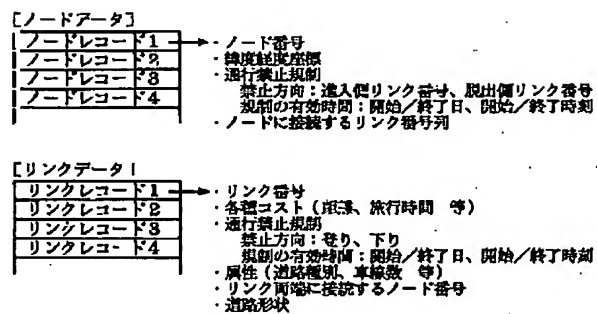 [ノードデータ]
ノードレコード1
ノードレコード2
ノードレコード3
ノードレコード4
・ノード番号
・緯度経度座標
・通行禁止規制
禁止方向:進入側リンク番号、脱出側リンク番号
規制の有効時間:開始/終了日、開始/終了時刻
・ノードに接続するリンク番号列
[リンクデータ]
リンクレコード1
リンクレコード2
リンクレコード3
リンクレコード4
・リンク番号
・各種コスト(距離、旅行時間 等)
・通行禁止規制
禁止方向:登り、下り
規制の有効時間:開始/終了日、開始/終了時刻
・属性(道路種別、車線数 等)
・リンク両端に接続するノード番号
・道路形状